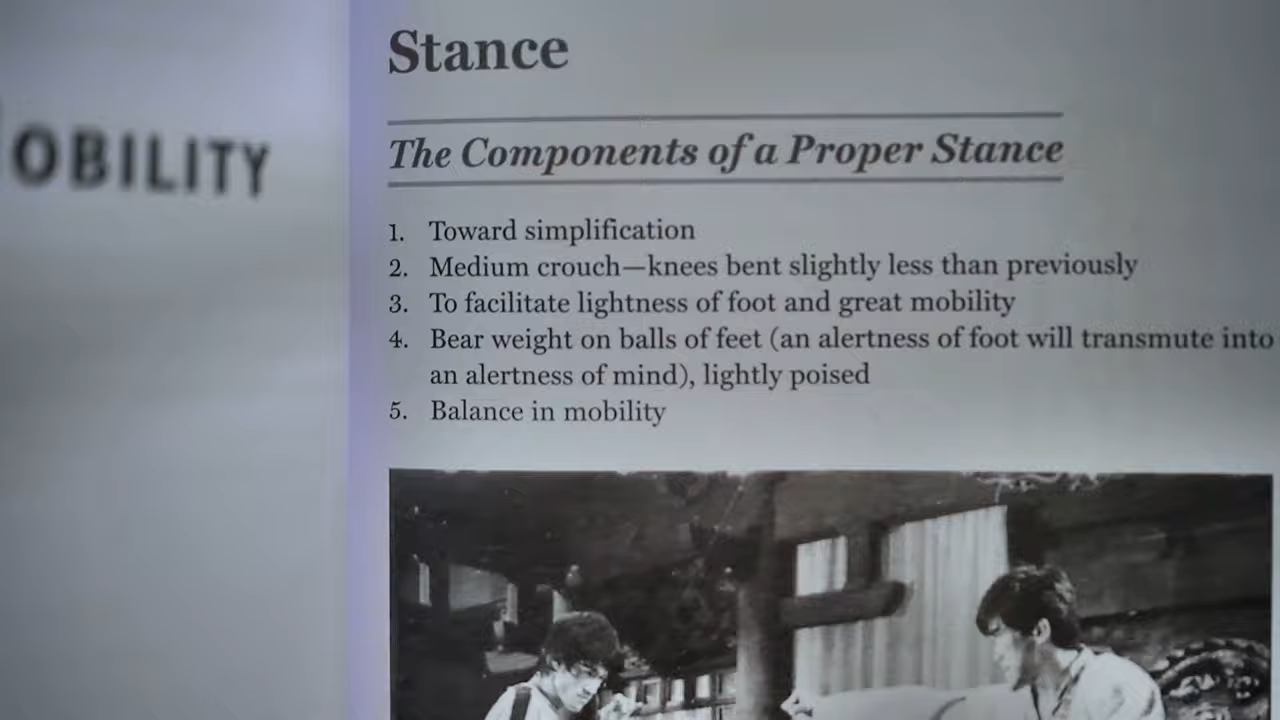 OBILITY
Stance
The Components of a Proper Stance
1. Toward simplification
2. Medium crouch—knees bent slightly less than previously
3. To facilitate lightness of foot and great mobility
4. Bear weight on balls of feet (an alertness of foot will transmute into
an alertness of mind), lightly poised
5. Balance in mobility